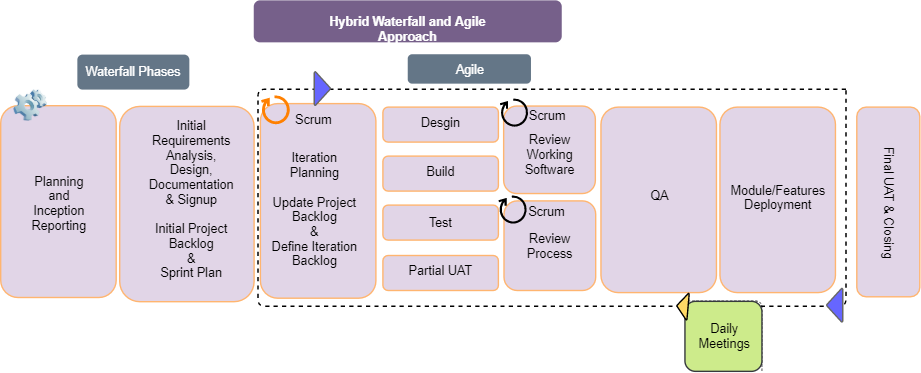 Hybrid Waterfall and Agile
Approach
Waterfall Phases
Agile
Planning
and
Inception
Reporting
Initial
Requirements
Analysis,
Design,
Documentation
& Signup
Initial Project
Backlog
&
Sprint Plan
Scrum
Iteration
Planning
Update Project
Backlog
&
Define Iteration
Backlog
Desgin
Build
Test
Partial UAT
Scrum
Review
Working
Software
Scrum
Review
Process
QA
Module/Features
Deployment
Final UAT & Closing
Daily
Meetings